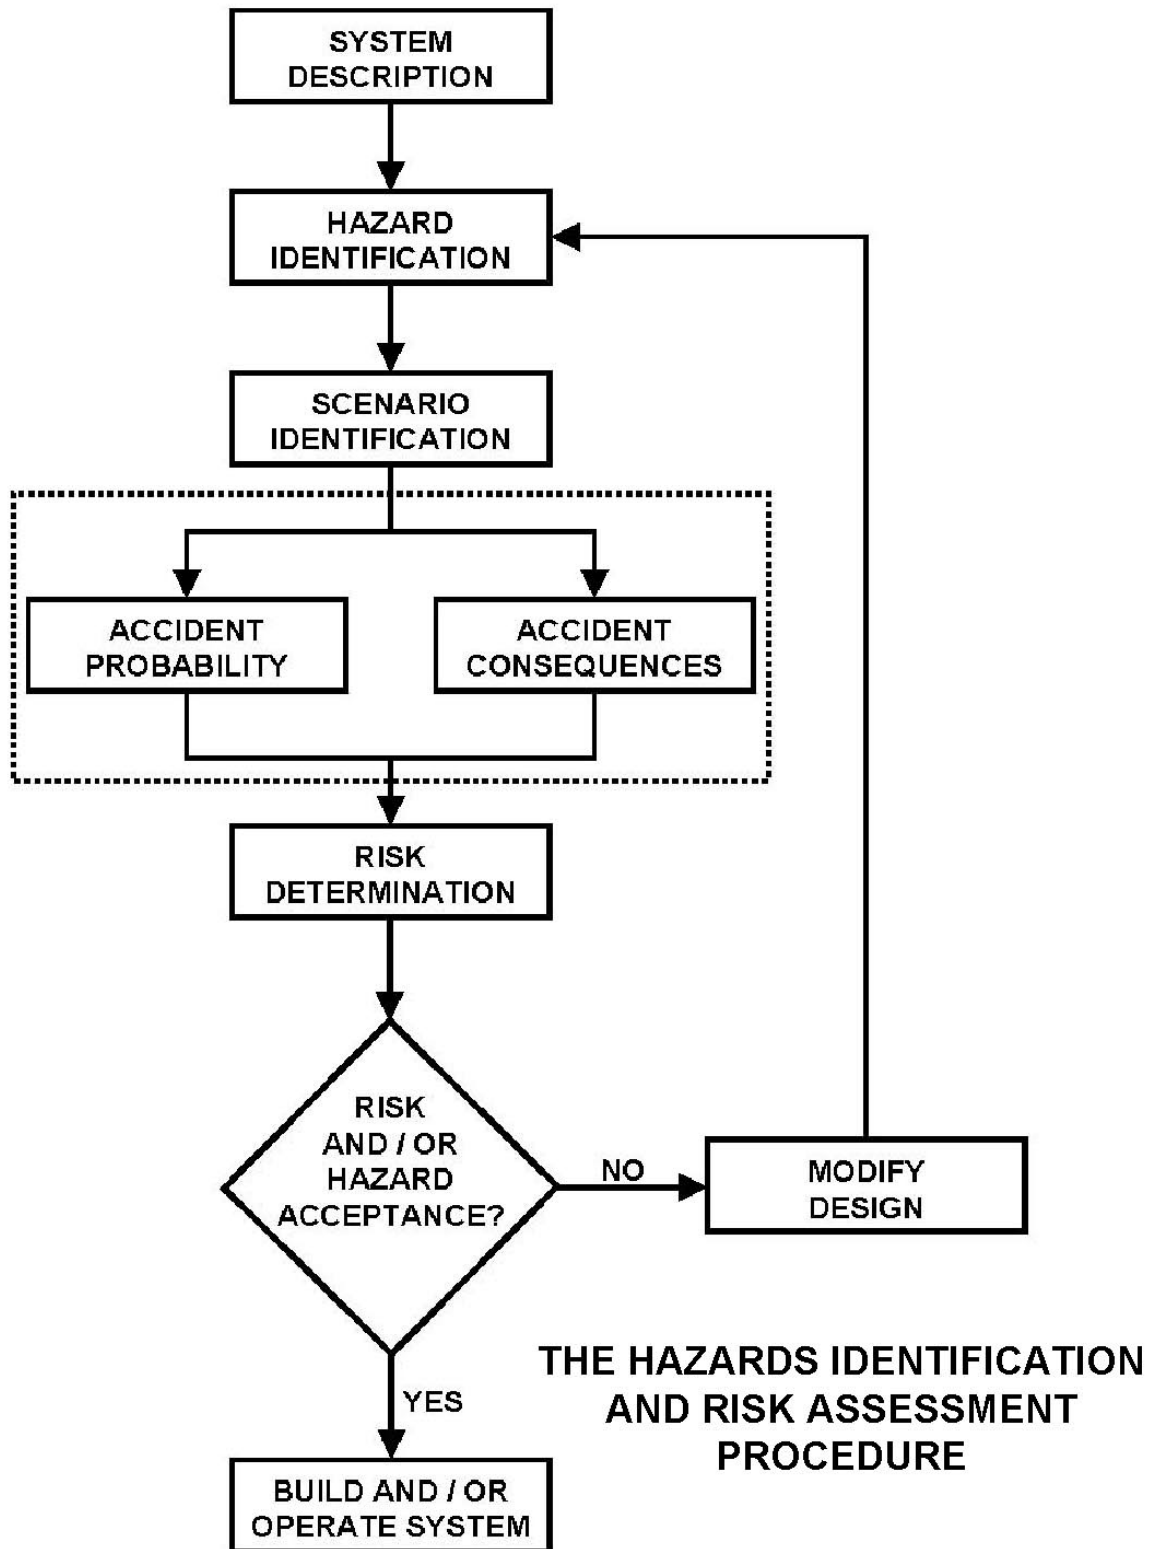 SYSTEM
DESCRIPTION
HAZARD
IDENTIFICATION
SCENARIO
IDENTIFICATION
ACCIDENT
PROBABILITY
ACCIDENT
CONSEQUENCES
RISK
DETERMINATION
RISK
AND / OR
HAZARD
ACCEPTANCE?
NO
MODIFY
DESIGN
YES
BUILD AND / OR
OPERATE SYSTEM
THE HAZARDS IDENTIFICATION
AND RISK ASSESSMENT
PROCEDURE